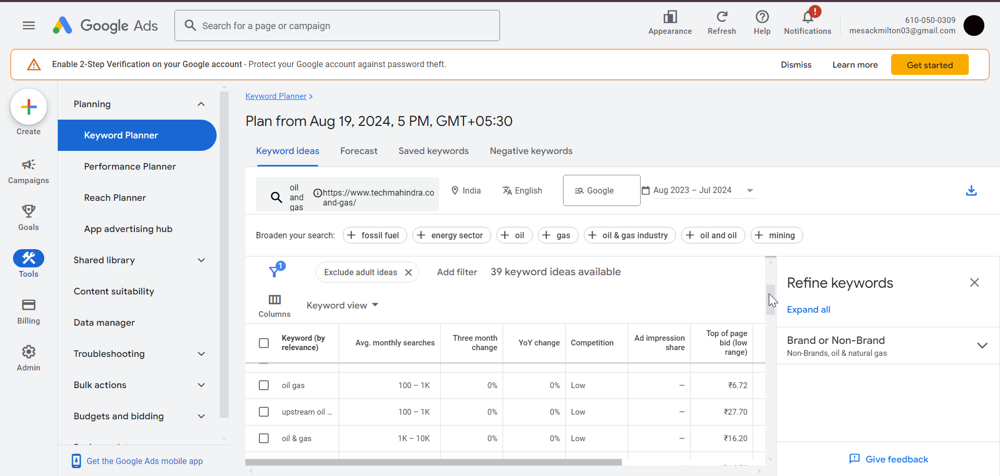 Google Ads
Search for a page or campaign
Appearance
Refresh
Help
Notifications
610-050-0309
mesackmilton03@gmail.com
Enable 2-Step Verification on your Google account - Protect your Google account against password theft.
Dismiss
Learn more
Get started
Create
Campaigns
Goals
Tools
Billing
Admin
Planning
Keyword Planner
Performance Planner
Reach Planner
App advertising hub
Shared library
Content suitability
Data manager
Troubleshooting
Bulk actions
Budgets and bidding
Get the Google Ads mobile app
Keyword Planner
Plan from Aug 19, 2024, 5 PM, GMT+05:30
Keyword ideas
Forecast
Saved keywords
Negative keywords
oil
and
gas
https://www.techmahindra.co
and-gas/
India
English
Google
Aug 2023 – Jul 2024
Broaden your search:
fossil fuel
energy sector
oil
gas
oil & gas industry
oil and oil
mining
1
Exclude adult ideas
Add filter
39 keyword ideas available
Columns
Keyword view
Keyword (by
relevance)
Avg. monthly searches
Three month
change
YoY change
Competition
Ad impression
share
Top of page
bid (low
range)
oil gas 100 – 1K 0% 0% Low — ₹6.72
upstream oil ... 100 – 1K 0% 0% Low — ₹27.70
oil & gas 1K – 10K 0% 0% Low — ₹16.20
Refine keywords
Expand all
Brand or Non-Brand
Non-Brands, oil & natural gas
Give feedback